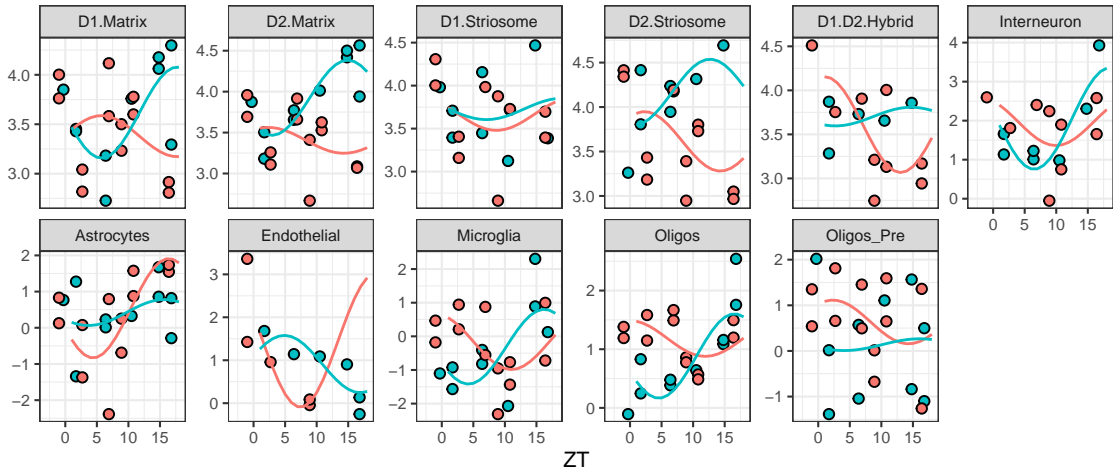 D1.Matrix D2.Matrix D1.Striosome D2.Striosome D1.D2.Hybrid Interneuron
4.0 3.5 3.0
4.5 4.0 3.5 3.0
4.5 4.0 3.5 3.0
4.5 4.0 3.5 3.0
4.5 4.0 3.5 3.0
4 3 2 1 0
0 5 10 15
Astrocytes Endothelial Microglia Oligos Oligos_Pre
2 1 0 −1 −2
3 2 1 0
2 1 0 −1 −2
2 1 0
2 1 0 −1
0 5 10 15 0 5 10 15 0 5 10 15 0 5 10 15 0 5 10 15
ZT